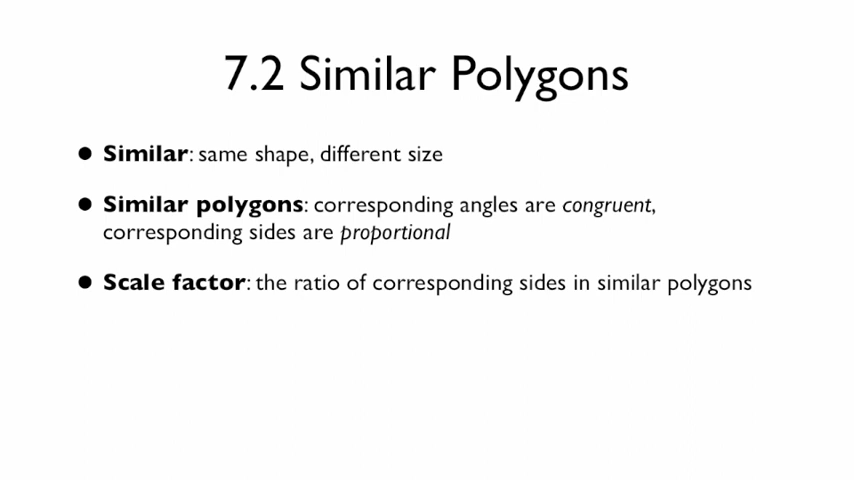 7.2 Similar Polygons
• Similar: same shape, different size
• Similar polygons: corresponding angles are congruent,
corresponding sides are proportional
• Scale factor: the ratio of corresponding sides in similar polygons